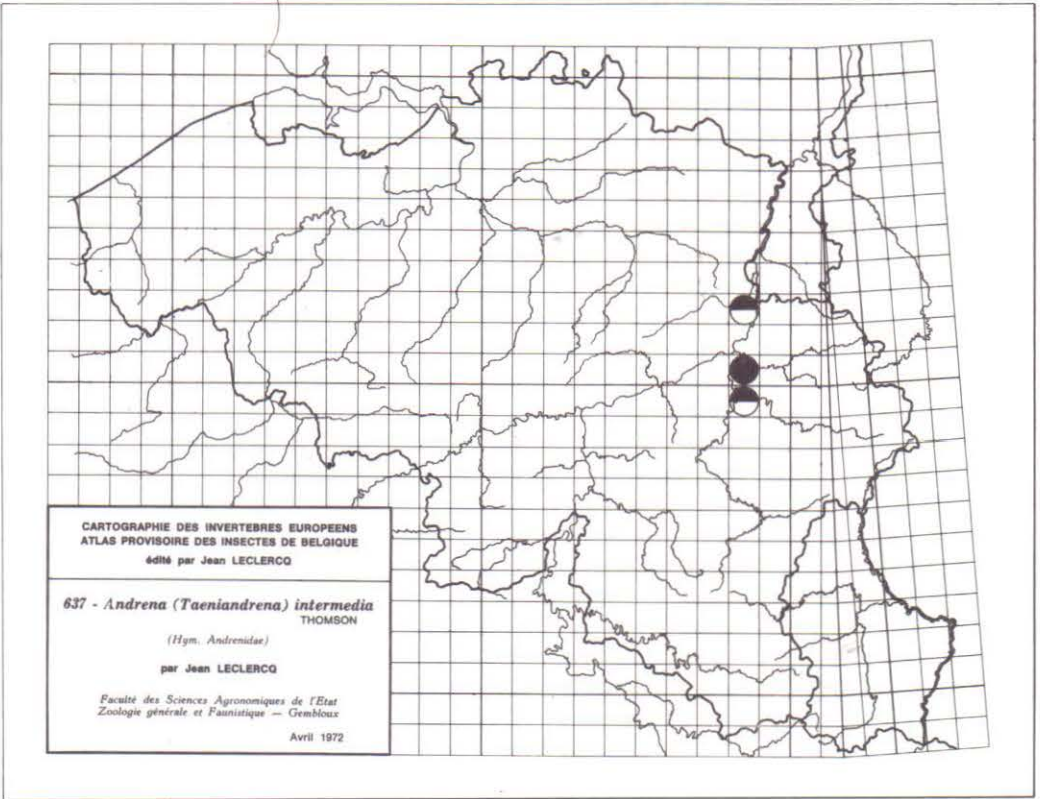 CARTOGRAPHIE DES INVERTEBRES EUROPEENS
ATLAS PROVISOIRE DES INSECTES DE BELGIQUE
édité par Jean LECLERCQ
637 - Andrena (Taeniandrena) intermedia
THOMSON
(Hym. Andrenidae)
par Jean LECLERCQ
Faculté des Sciences Agronomiques de l'Etat
Zoologie générale et Faunistique — Gembloux
Avril 1972